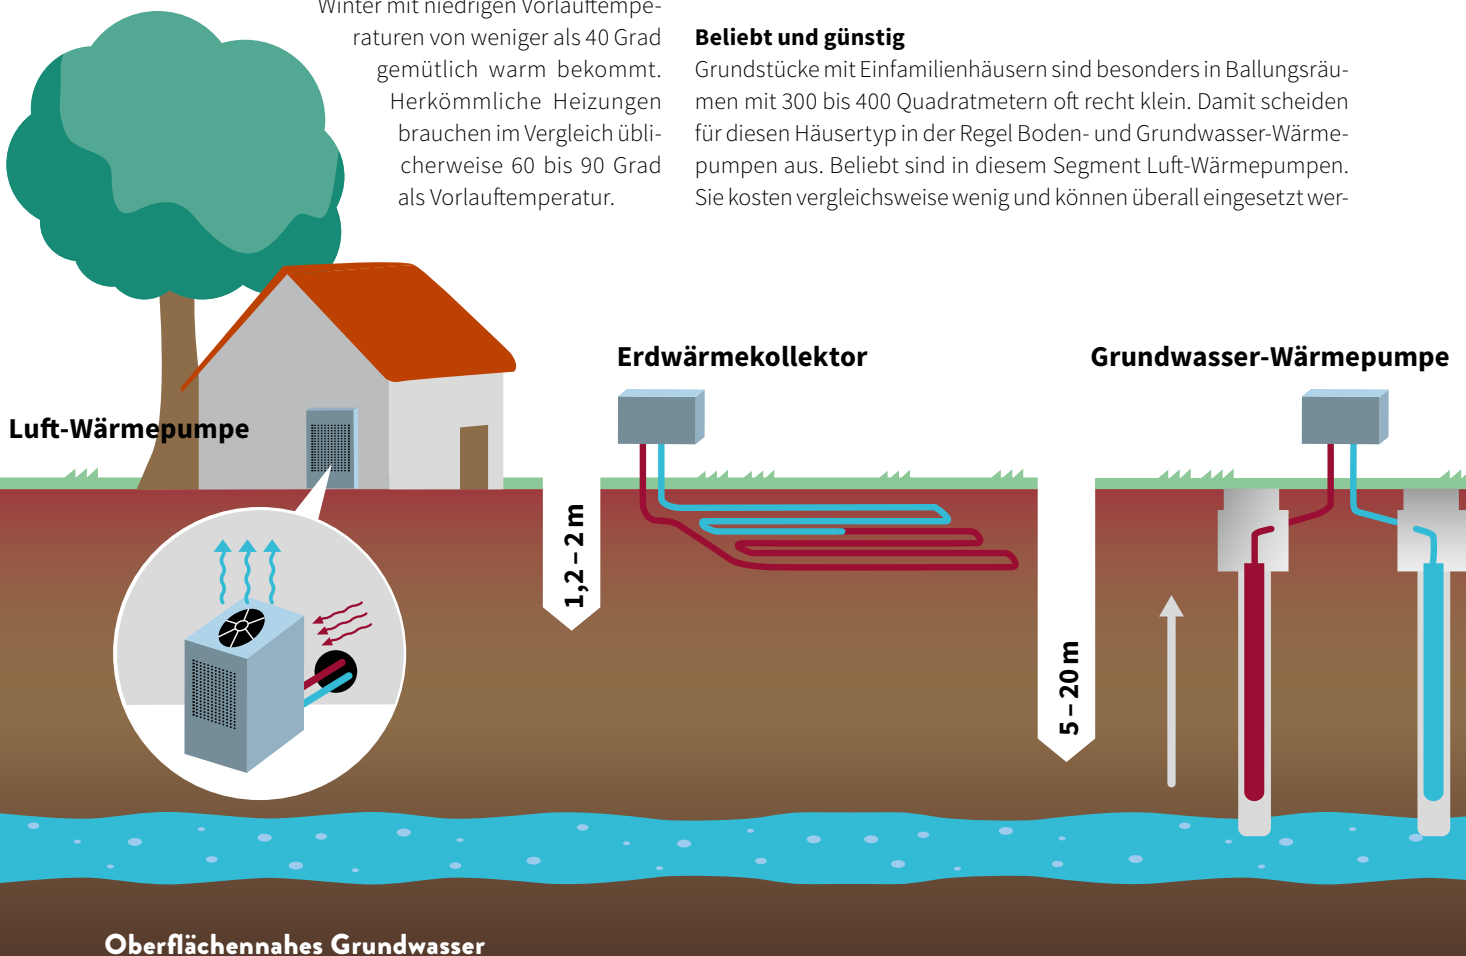 Winter mit niedrigen Vorlauftempe-
raturen von weniger als 40 Grad
gemütlich warm bekommt.
Herkömmliche Heizungen
brauchen im Vergleich übli-
cherweise 60 bis 90 Grad
als Vorlauftemperatur.
Beliebt und günstig
Grundstücke mit Einfamilienhäusern sind besonders in Ballungsräu-
men mit 300 bis 400 Quadratmetern oft recht klein. Damit scheiden
für diesen Häusertyp in der Regel Boden- und Grundwasser-Wärme-
pumpen aus. Beliebt sind in diesem Segment Luft-Wärmepumpen.
Sie kosten vergleichsweise wenig und können überall eingesetzt wer-
Luft-Wärmepumpe
Erdwärmekollektor
1,2 – 2 m
Grundwasser-Wärmepumpe
5 – 20 m
Oberflächennahes Grundwasser